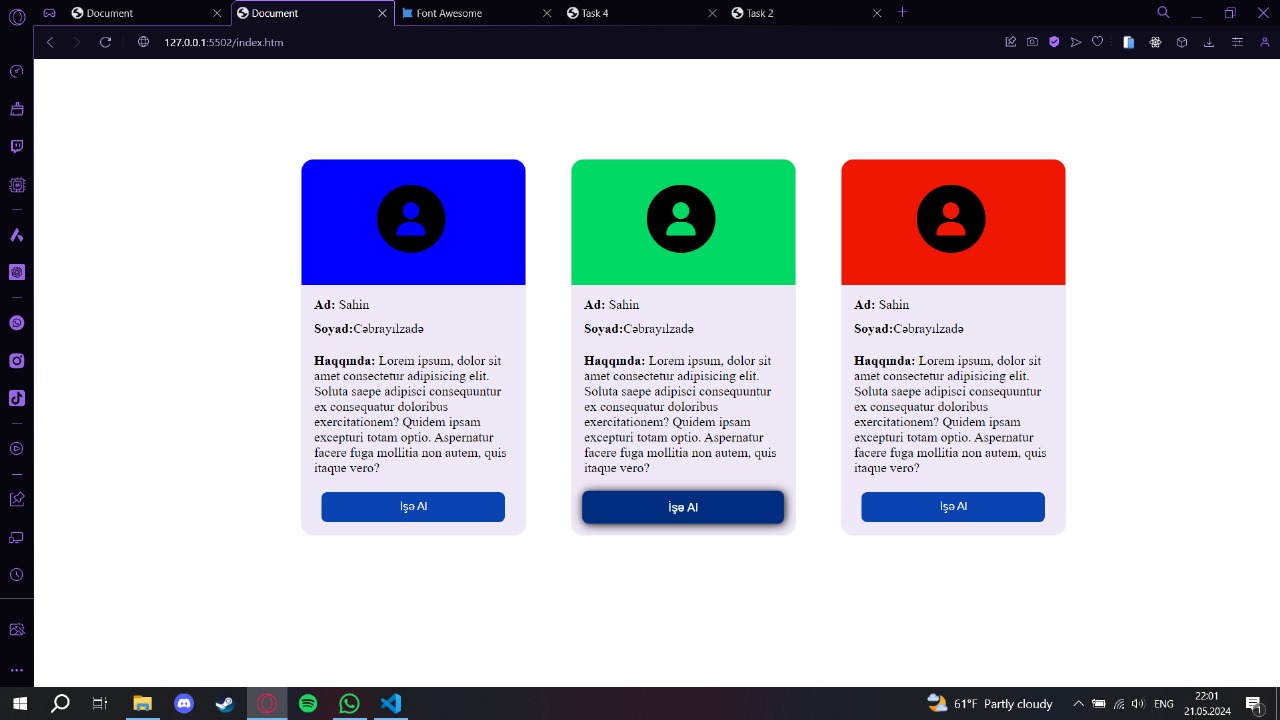 Document
Document
Font Awesome
Task 4
Task 2
127.0.0.1:5502/index.htm
Ad: Sahin
Soyad:Cəbrayılzadə
Haqqında: Lorem ipsum, dolor sit
amet consectetur adipisicing elit.
Soluta saepe adipisci consequuntur
ex consequatur doloribus
exercitationem? Quidem ipsam
excepturi totam optio. Aspernatur
facere fuga mollitia non autem, quis
itaque vero?
İşə Al
Ad: Sahin
Soyad:Cəbrayılzadə
Haqqında: Lorem ipsum, dolor sit
amet consectetur adipisicing elit.
Soluta saepe adipisci consequuntur
ex consequatur doloribus
exercitationem? Quidem ipsam
excepturi totam optio. Aspernatur
facere fuga mollitia non autem, quis
itaque vero?
İşə Al
Ad: Sahin
Soyad:Cəbrayılzadə
Haqqında: Lorem ipsum, dolor sit
amet consectetur adipisicing elit.
Soluta saepe adipisci consequuntur
ex consequatur doloribus
exercitationem? Quidem ipsam
excepturi totam optio. Aspernatur
facere fuga mollitia non autem, quis
itaque vero?
İşə Al
61°F Partly cloudy
ENG
22:01
21.05.2024
1